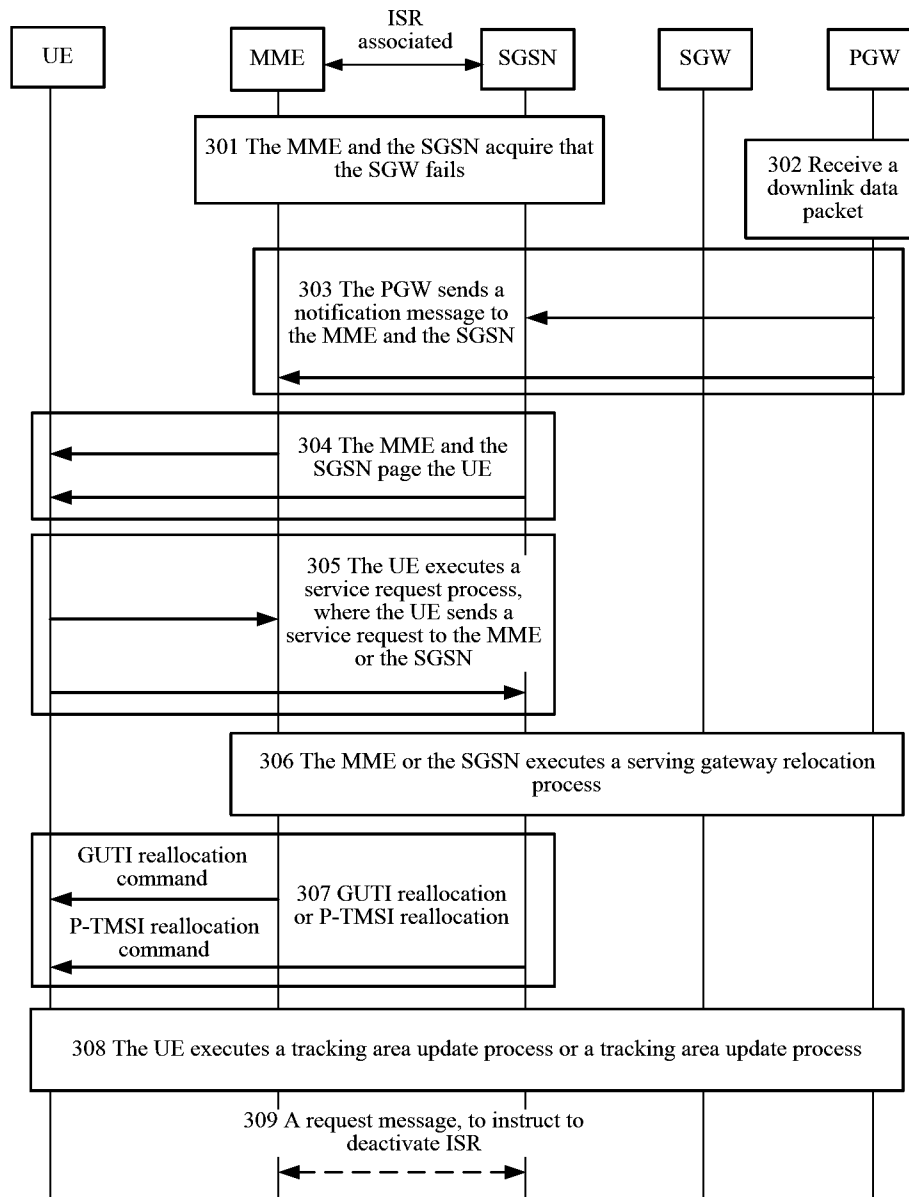 ISR
associated
UE
MME
SGSN
SGW
PGW
301 The MME and the SGSN acquire that
the SGW fails
302 Receive a
downlink data
packet
303 The PGW sends a
notification message to
the MME and the SGSN
304 The MME and the
SGSN page the UE
305 The UE executes a
service request process,
where the UE sends a
service request to the MME
or the SGSN
306 The MME or the SGSN executes a serving gateway relocation
process
GUTI reallocation
command
307 GUTI reallocation
or P-TMSI reallocation
P-TMSI reallocation
command
308 The UE executes a tracking area update process or a tracking area update process
309 A request message, to instruct to
deactivate ISR